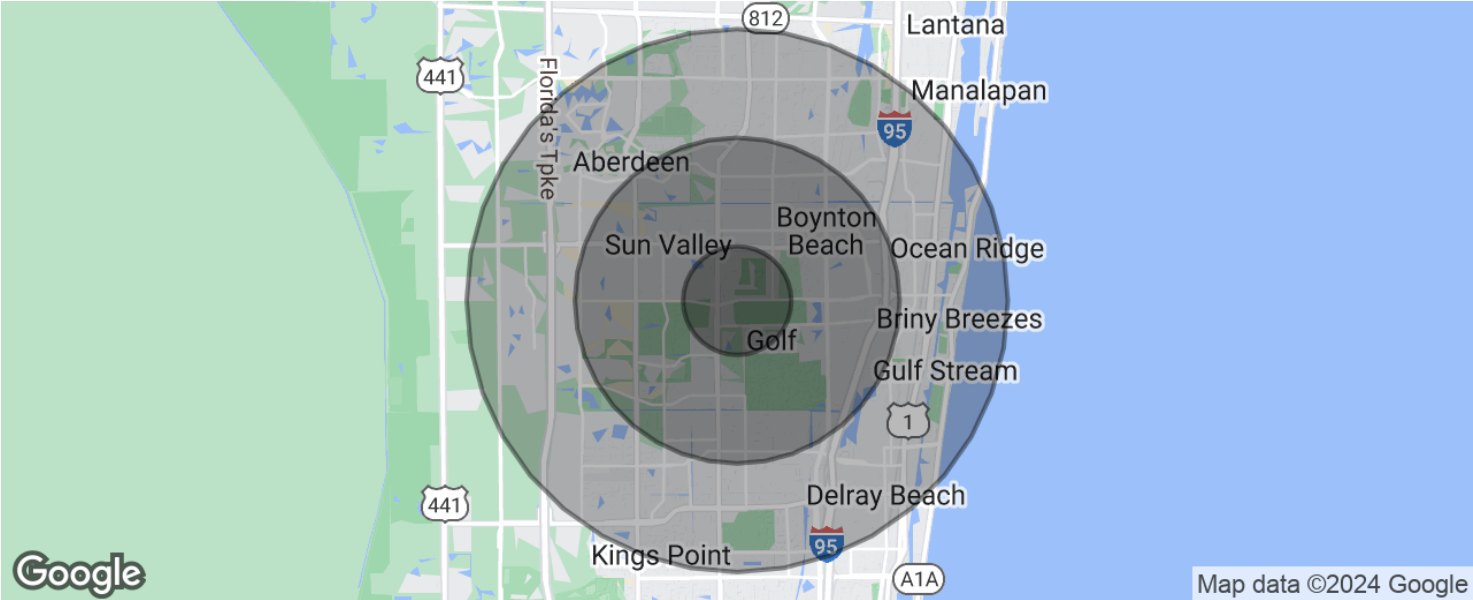 812
Lantana
441
Florida's Tpke
Manalapan
95
Aberdeen
Boynton
Beach
Sun Valley
Ocean Ridge
Briny Breezes
Golf
Gulf Stream
1
Delray Beach
441
95
Kings Point
A1A
Google
Map data ©2024 Google